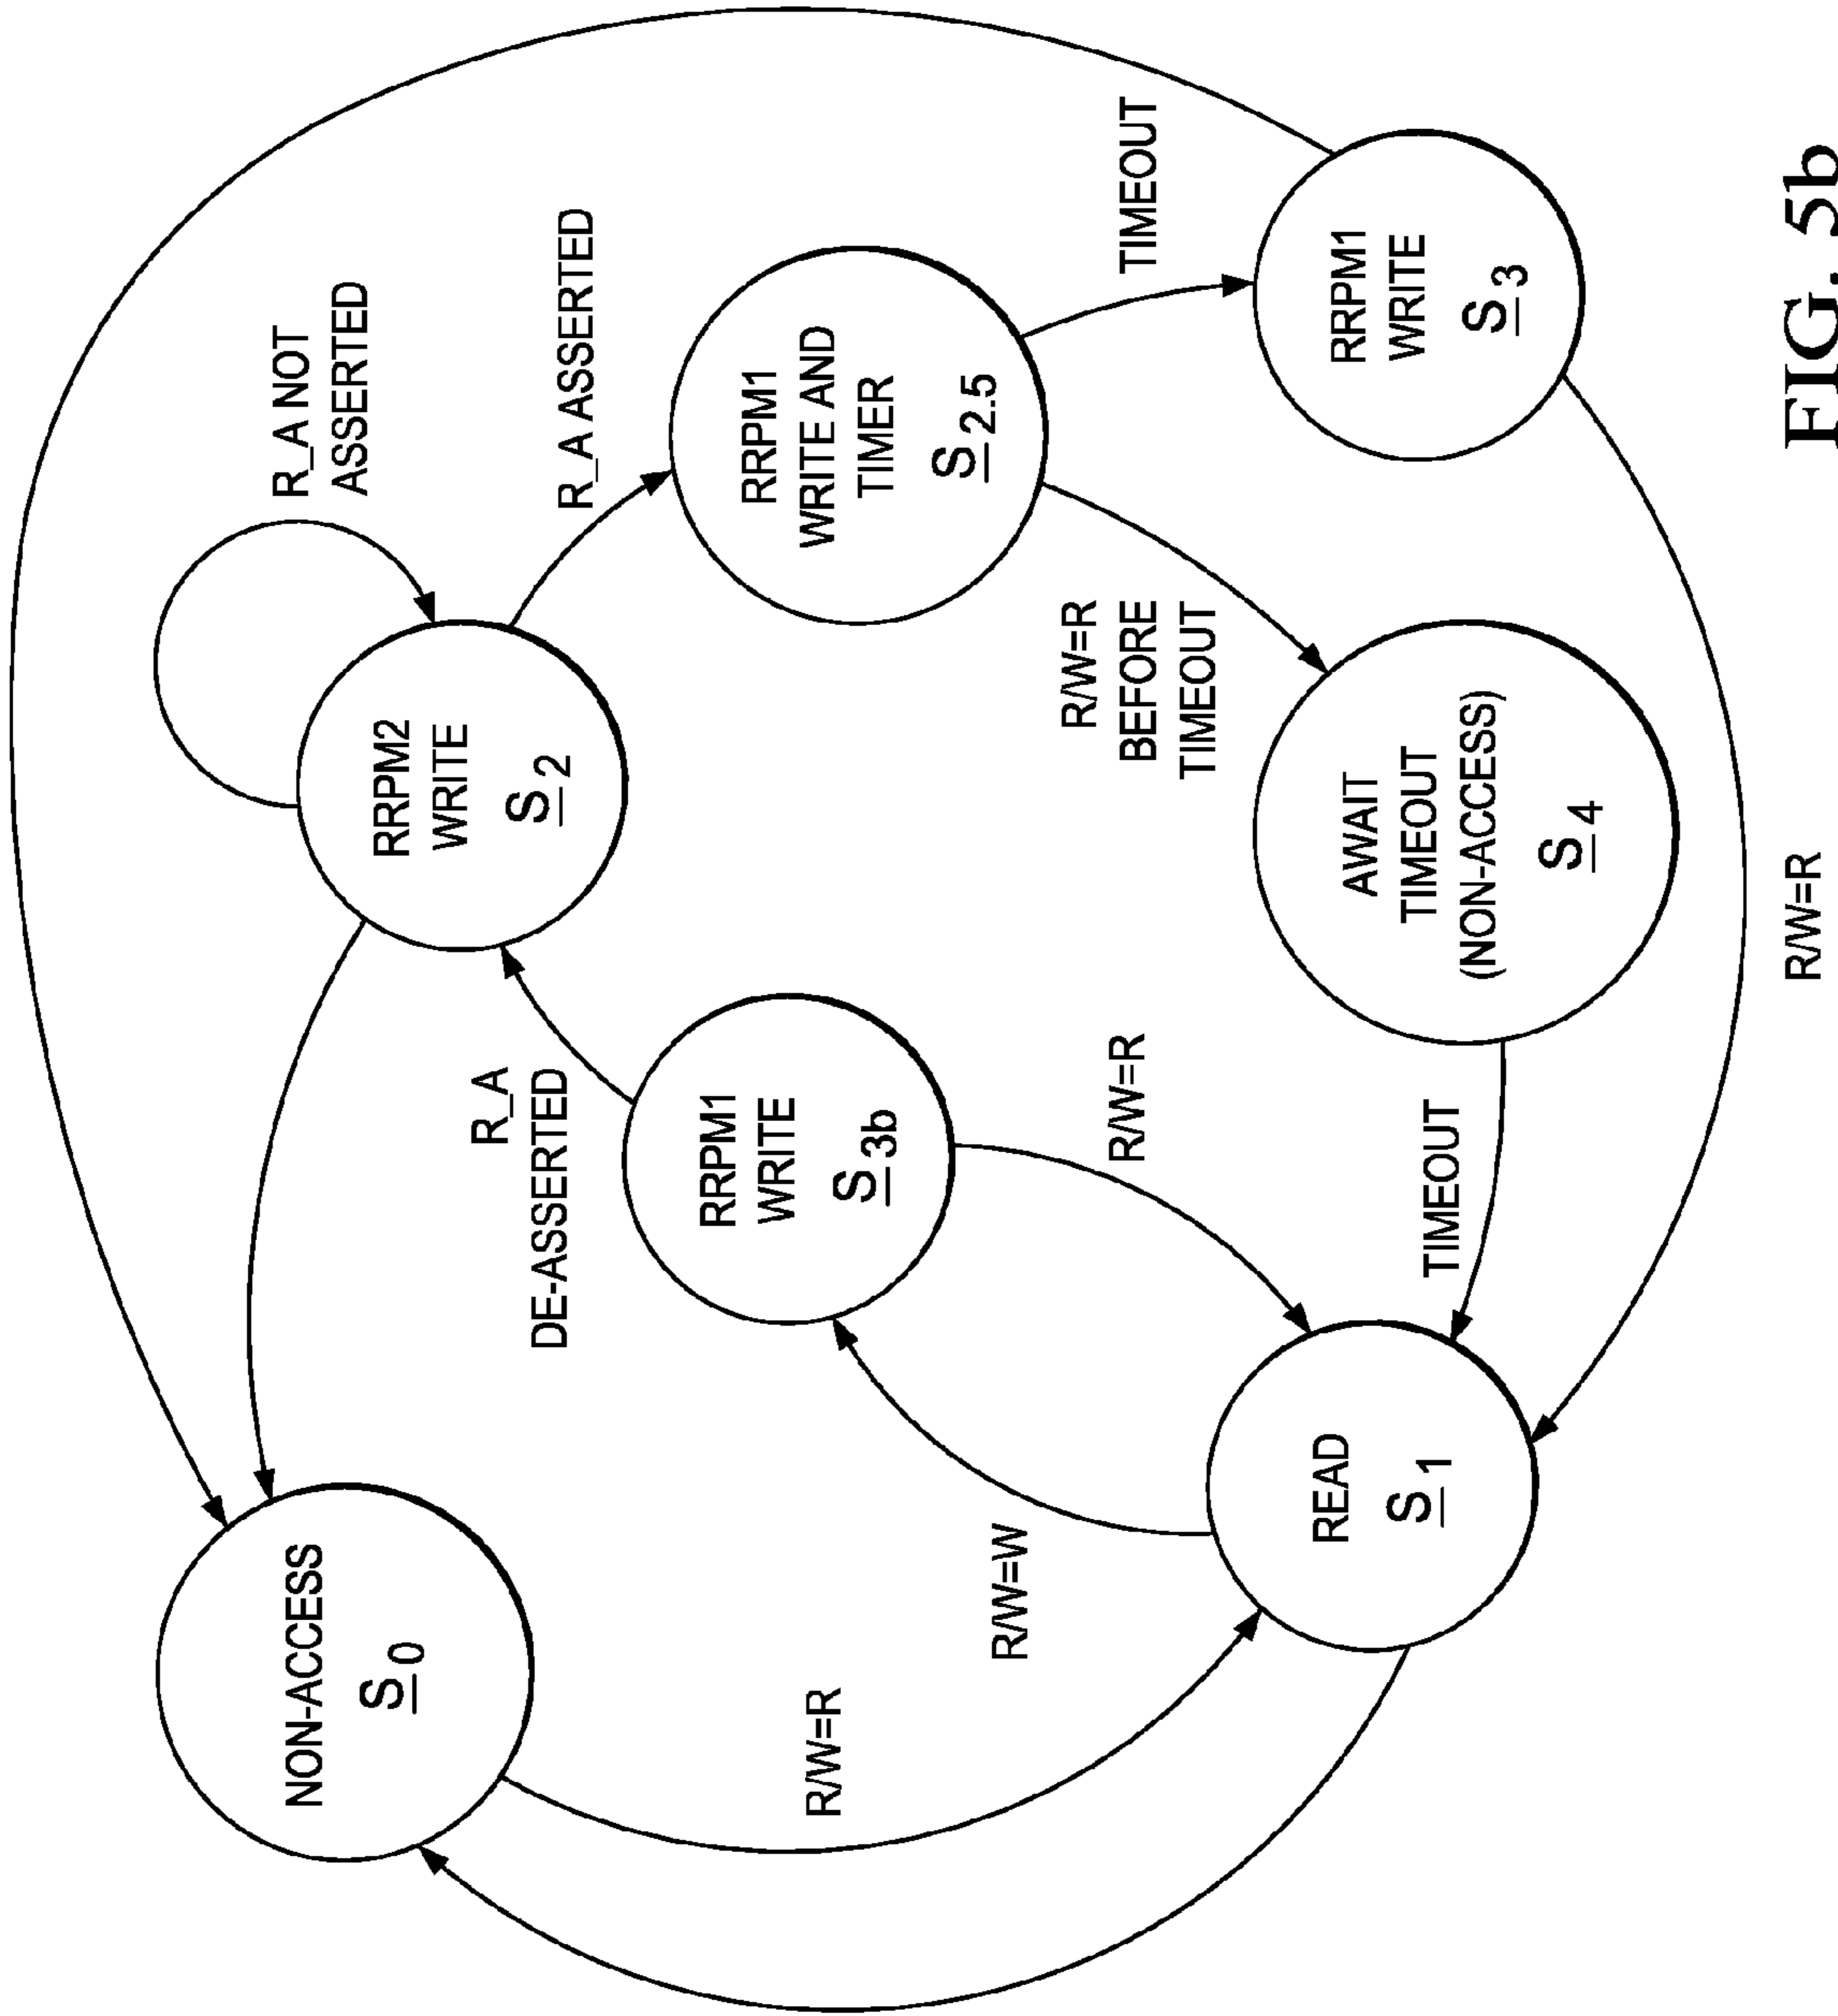 NON-ACCESS
S_0
R/W=R
R/W=W
READ
S_1
R_A
DE-ASSERTED
RRPM1
WRITE
S_3b
R/W=R
TIMEOUT
RRPM2
WRITE
S_2
R_A NOT
ASSERTED
R_A ASSERTED
RRPM1
WRITE AND
TIMER
S_2.5
R/W=R
BEFORE
TIMEOUT
AWAIT
TIMEOUT
(NON-ACCESS)
S_4
TIMEOUT
RRPM1
WRITE
S_3
R/W=R
FIG. 5b